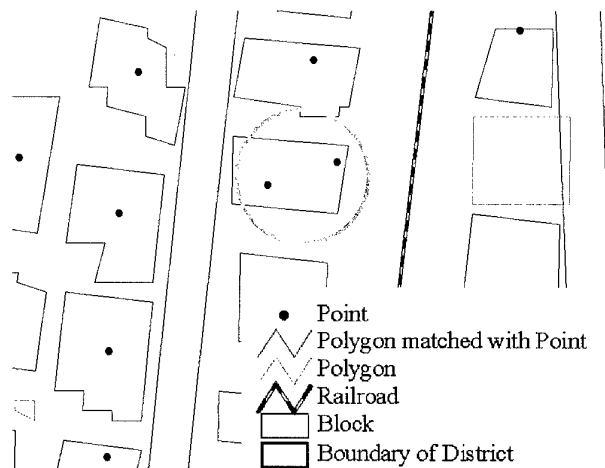 Point
Polygon matched with Point
Polygon
Railroad
Block
Boundary of District